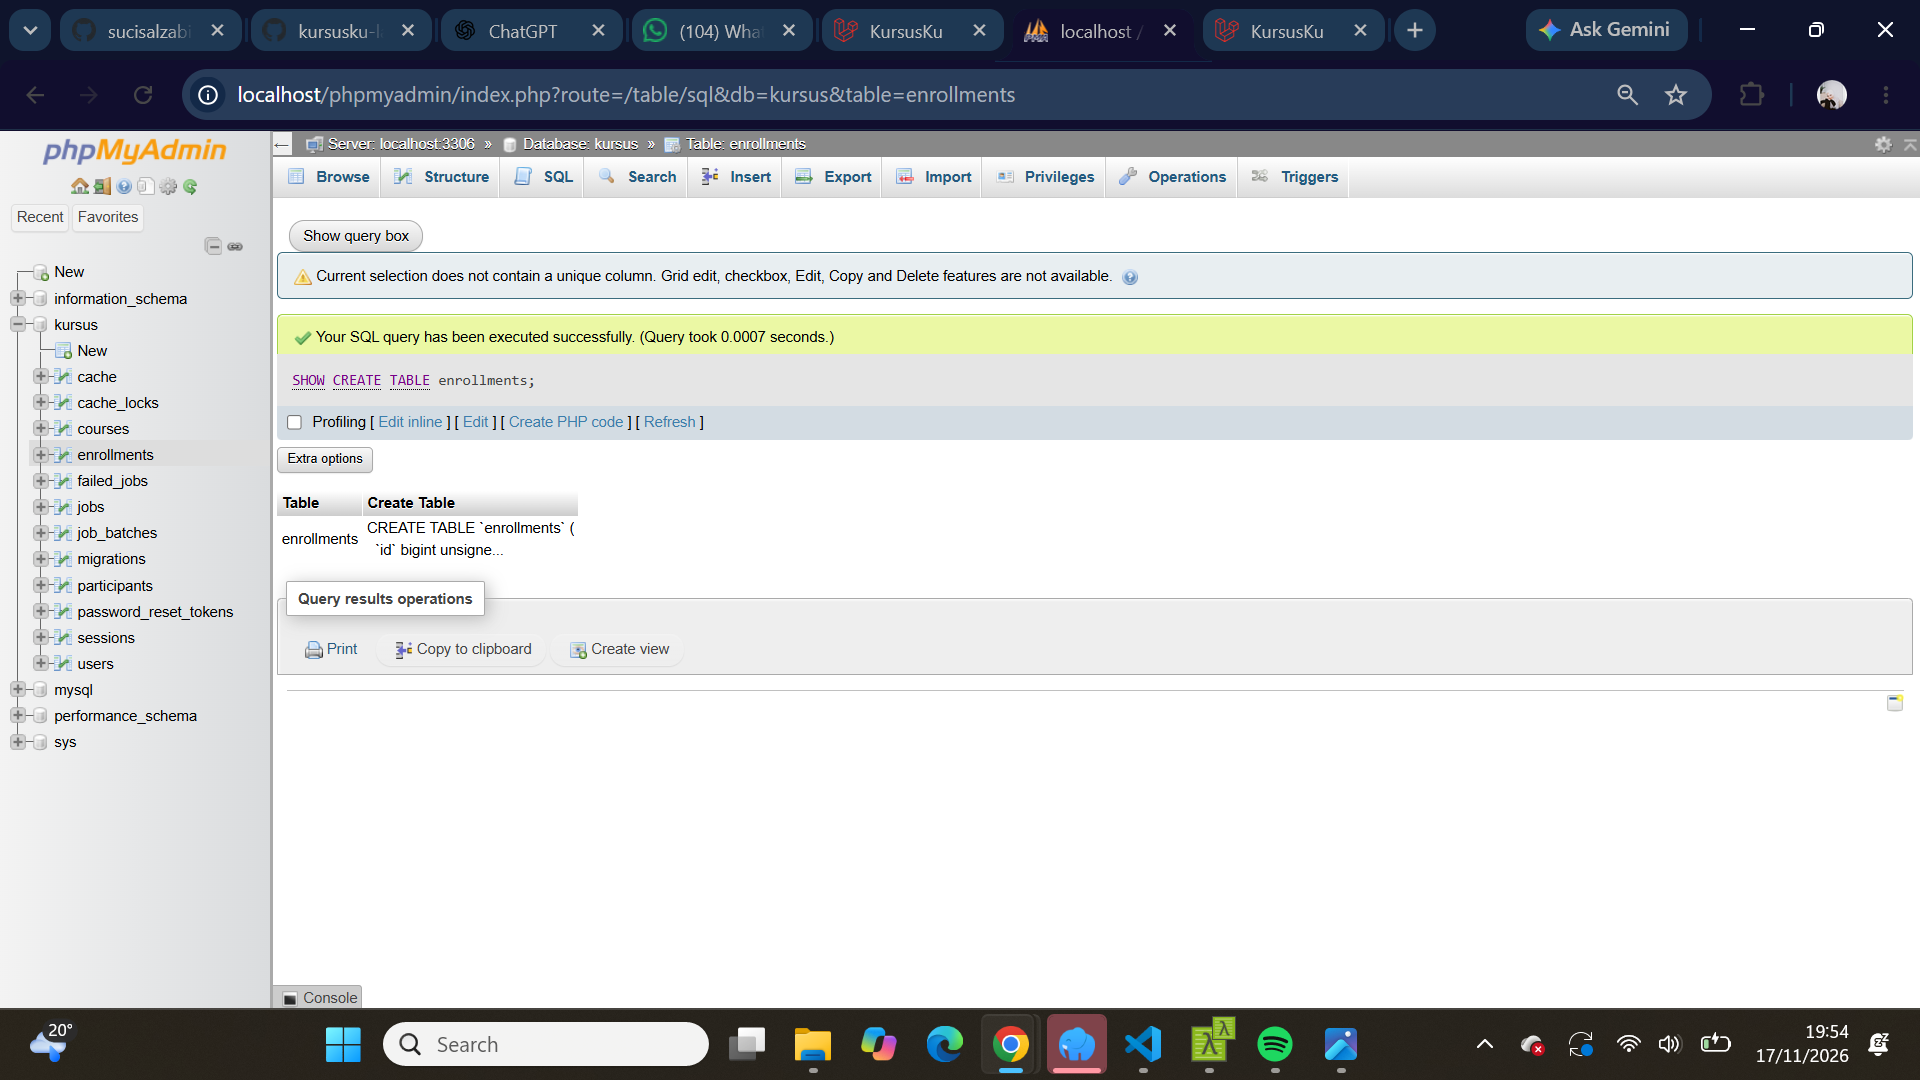 sucisalzabi
kursusku-l
ChatGPT
(104) What
KursusKu
localhost /
KursusKu
Ask Gemini
localhost/phpmyadmin/index.php?route=/table/sql&db=kursus&table=enrollments
phpMyAdmin
Recent
Favorites
New
information_schema
kursus
New
cache
cache_locks
courses
enrollments
failed_jobs
jobs
job_batches
migrations
participants
password_reset_tokens
sessions
users
mysql
performance_schema
sys
Server: localhost:3306 » Database: kursus » Table: enrollments
Browse Structure SQL Search Insert Export Import Privileges Operations Triggers
Show query box
Current selection does not contain a unique column. Grid edit, checkbox, Edit, Copy and Delete features are not available.
Your SQL query has been executed successfully. (Query took 0.0007 seconds.)
SHOW CREATE TABLE enrollments;
Profiling [ Edit inline ] [ Edit ] [ Create PHP code ] [ Refresh ]
Extra options
Table Create Table
enrollments CREATE TABLE `enrollments` (
`id` bigint unsigne...
Query results operations
Print Copy to clipboard Create view
Console
20°
Search
19:54
17/11/2026